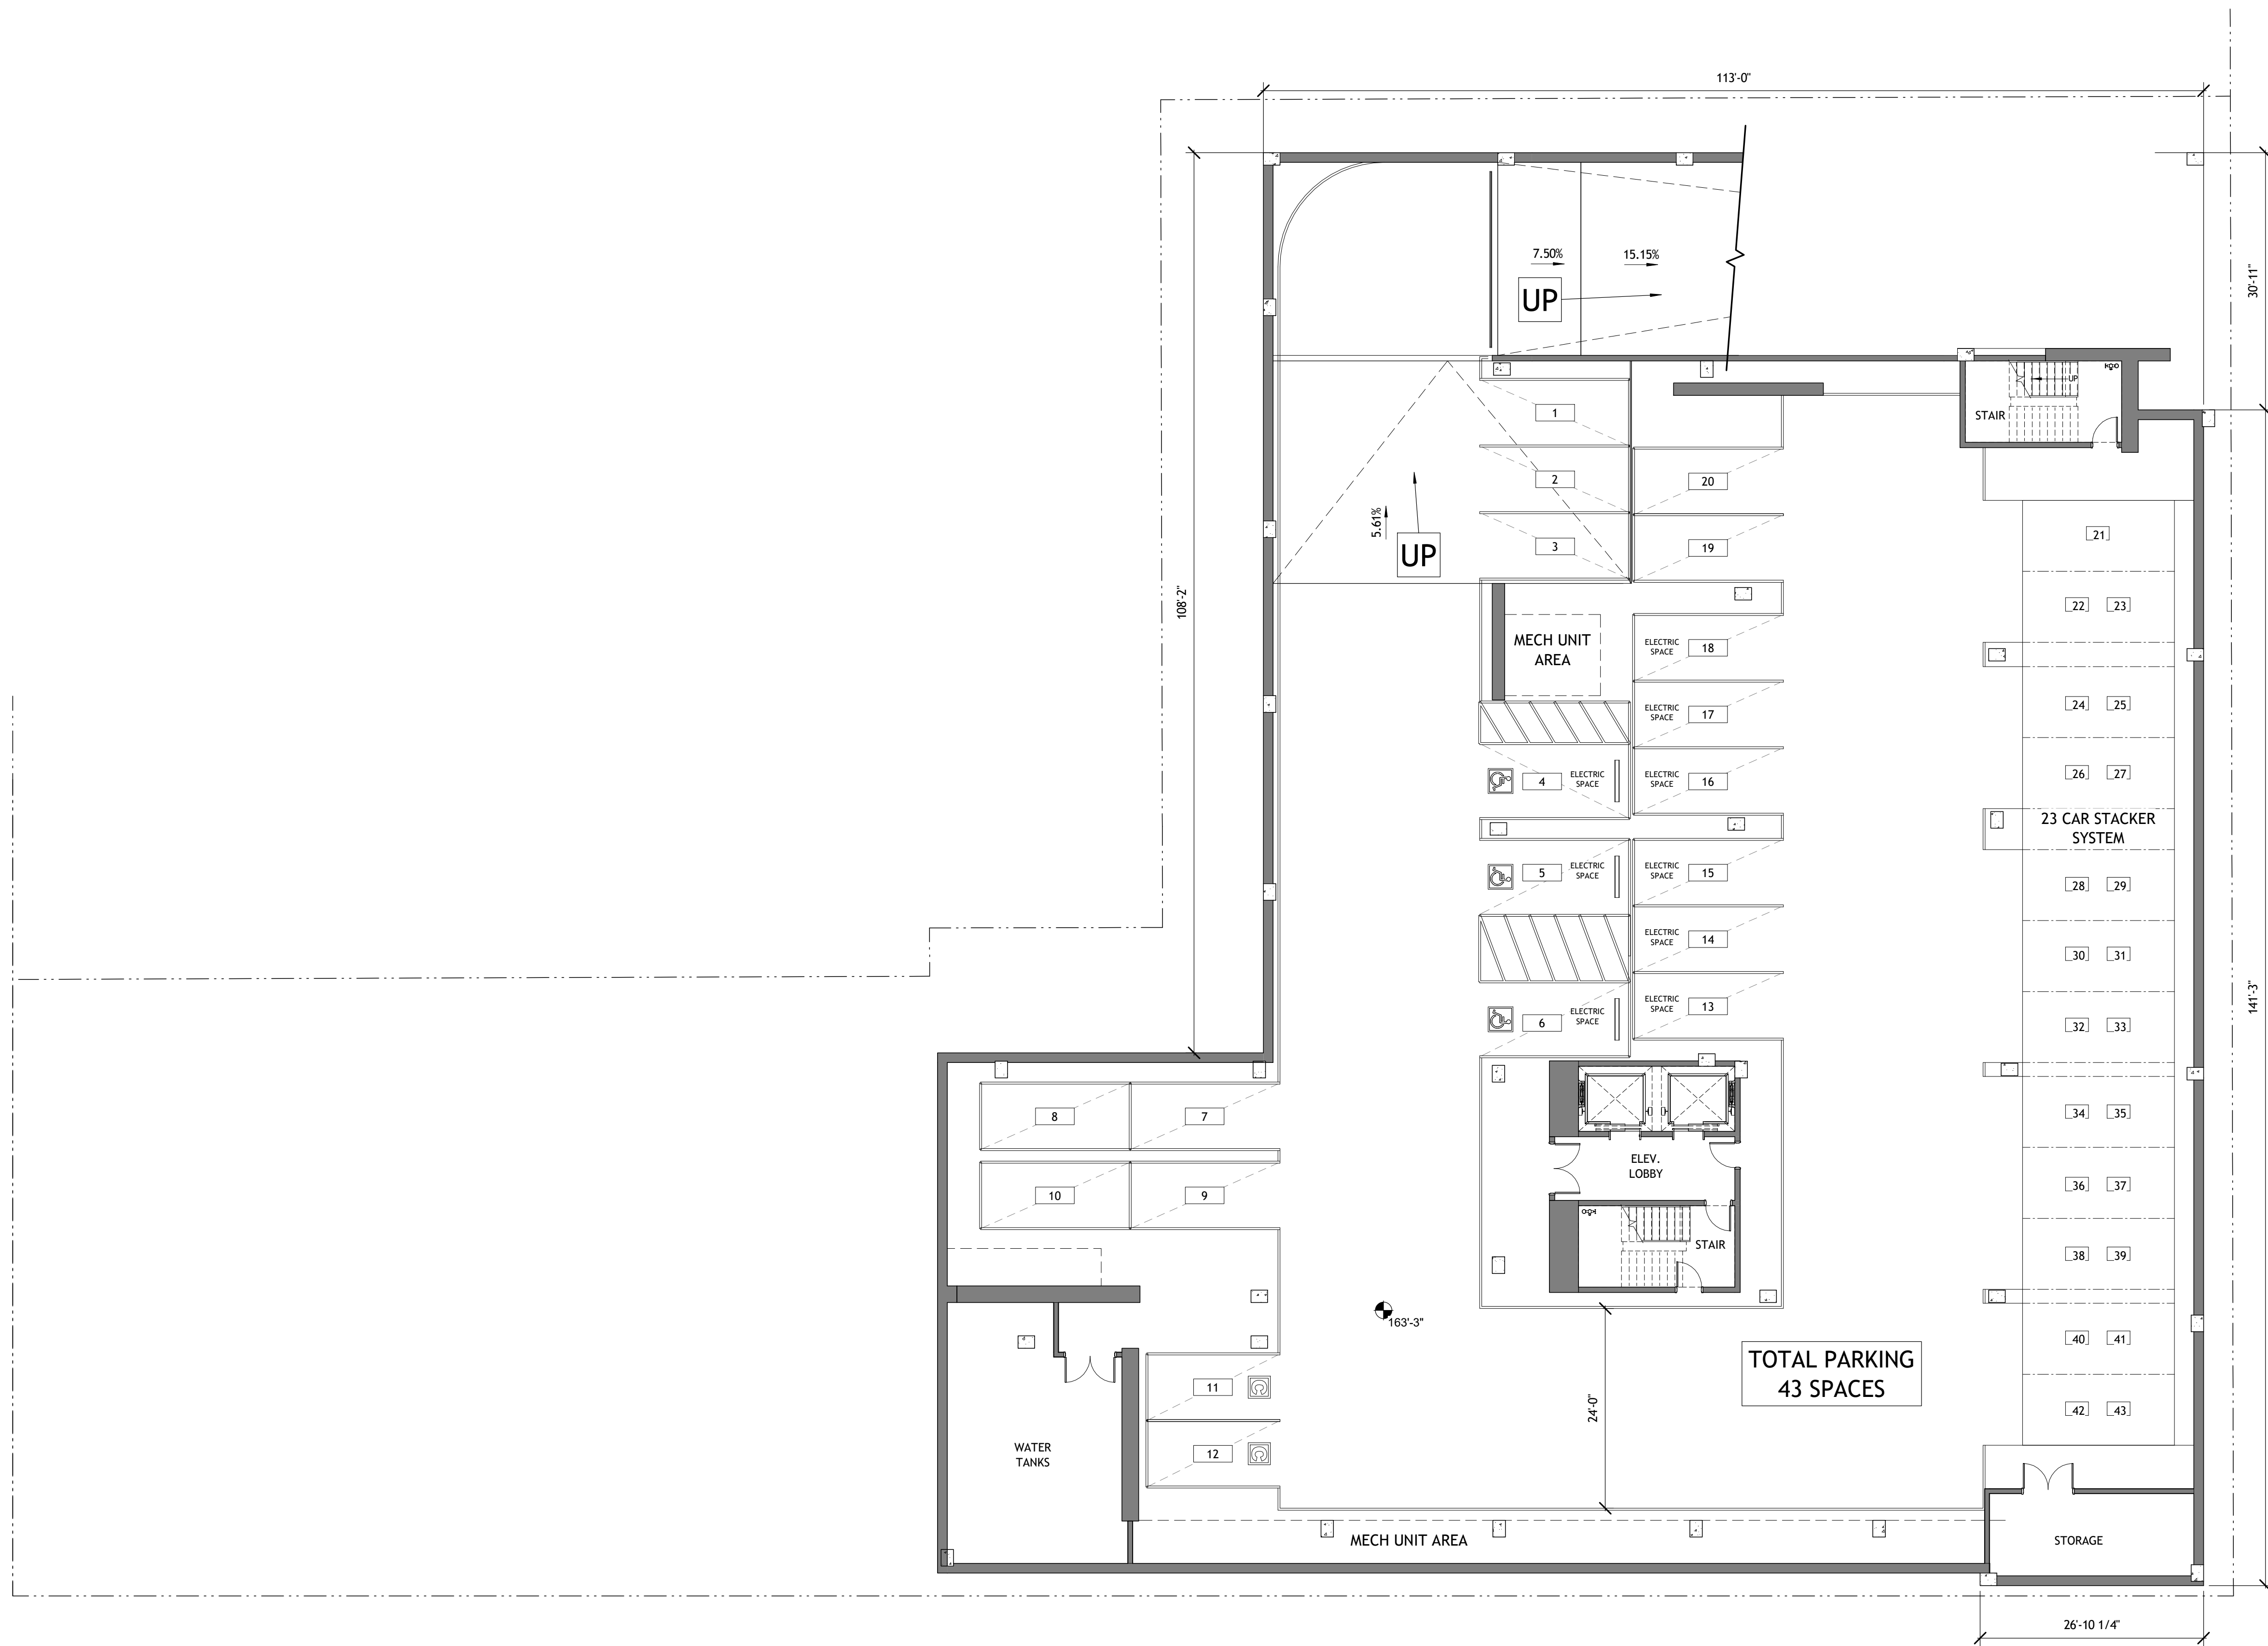 113'-0"
30'-11"
7.50%
15.15%
UP
UP
STAIR
1
2
20
5.61%
3
19
UP
21
108'-2"
22 23
MECH UNIT
AREA
ELECTRIC
SPACE
18
ELECTRIC
SPACE
17
24 25
4
ELECTRIC
SPACE
ELECTRIC
SPACE
16
26 27
23 CAR STACKER
SYSTEM
5
ELECTRIC
SPACE
ELECTRIC
SPACE
15
28 29
ELECTRIC
SPACE
14
30 31
141'-3"
6
ELECTRIC
SPACE
ELECTRIC
SPACE
13
32 33
8
7
34 35
ELEV.
LOBBY
10
9
36 37
STAIR
38 39
163'-3"
40 41
TOTAL PARKING
43 SPACES
11
24'-0"
42 43
12
WATER
TANKS
MECH UNIT AREA
STORAGE
26'-10 1/4"